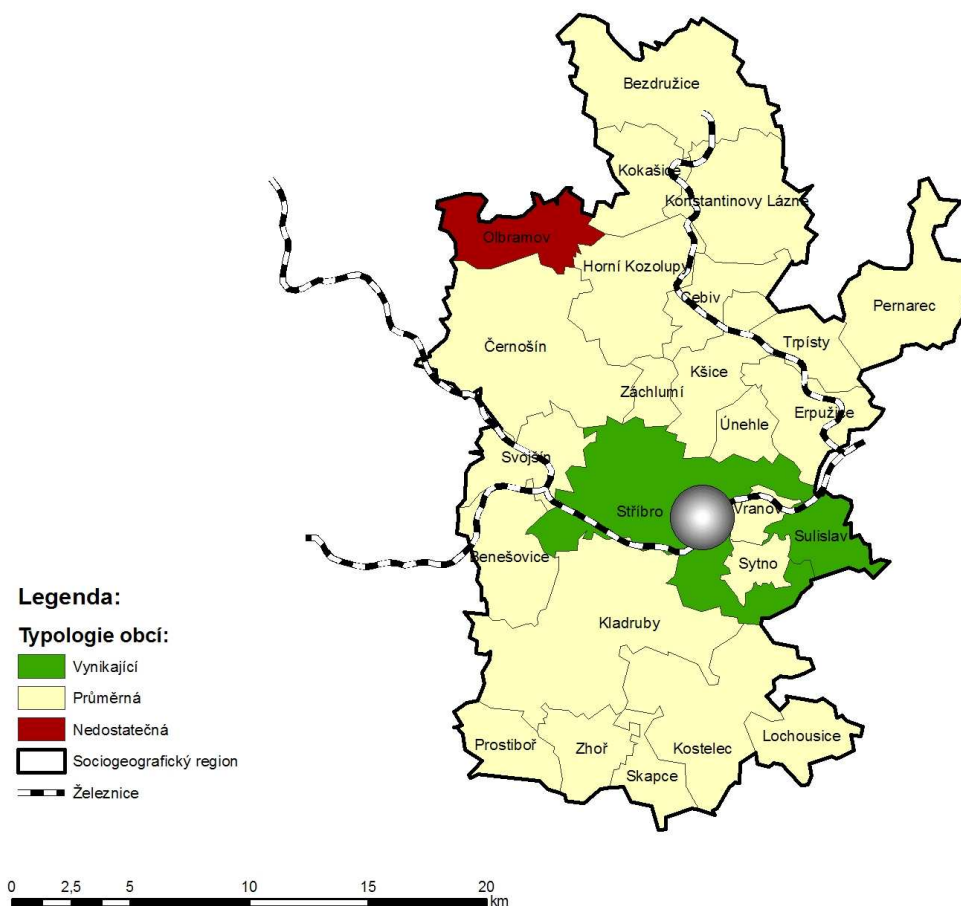 Bezdružice
Kokašice
Konstantinovy Lázně
Olbramov
Horní Kozolupy
Cebiv
Pernarec
Trpísty
Černošín
Kšice
Záchlumí
Erpužice
Únehle
Svojšín
Stříbro
Vranov
Sulislav
Benešovice
Sytno
Kladruby
Prostiboř
Zhoř
Kostelec
Lochousice
Skapce
Legenda:
Typologie obcí:
Vynikající
Průměrná
Nedostatečná
Sociogeografický region
Železnice
0 2,5 5 10 15 20
km